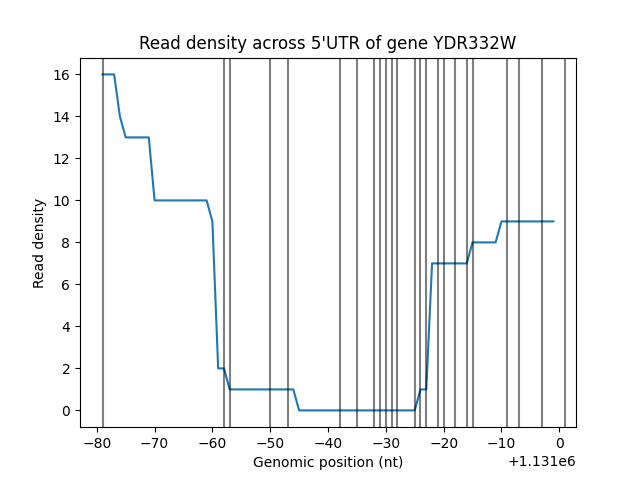 Read density across 5'UTR of gene YDR332W
16
14
12
10
8
6
4
2
0
Read density
−80 −70 −60 −50 −40 −30 −20 −10 0
Genomic position (nt)
+1.131e6